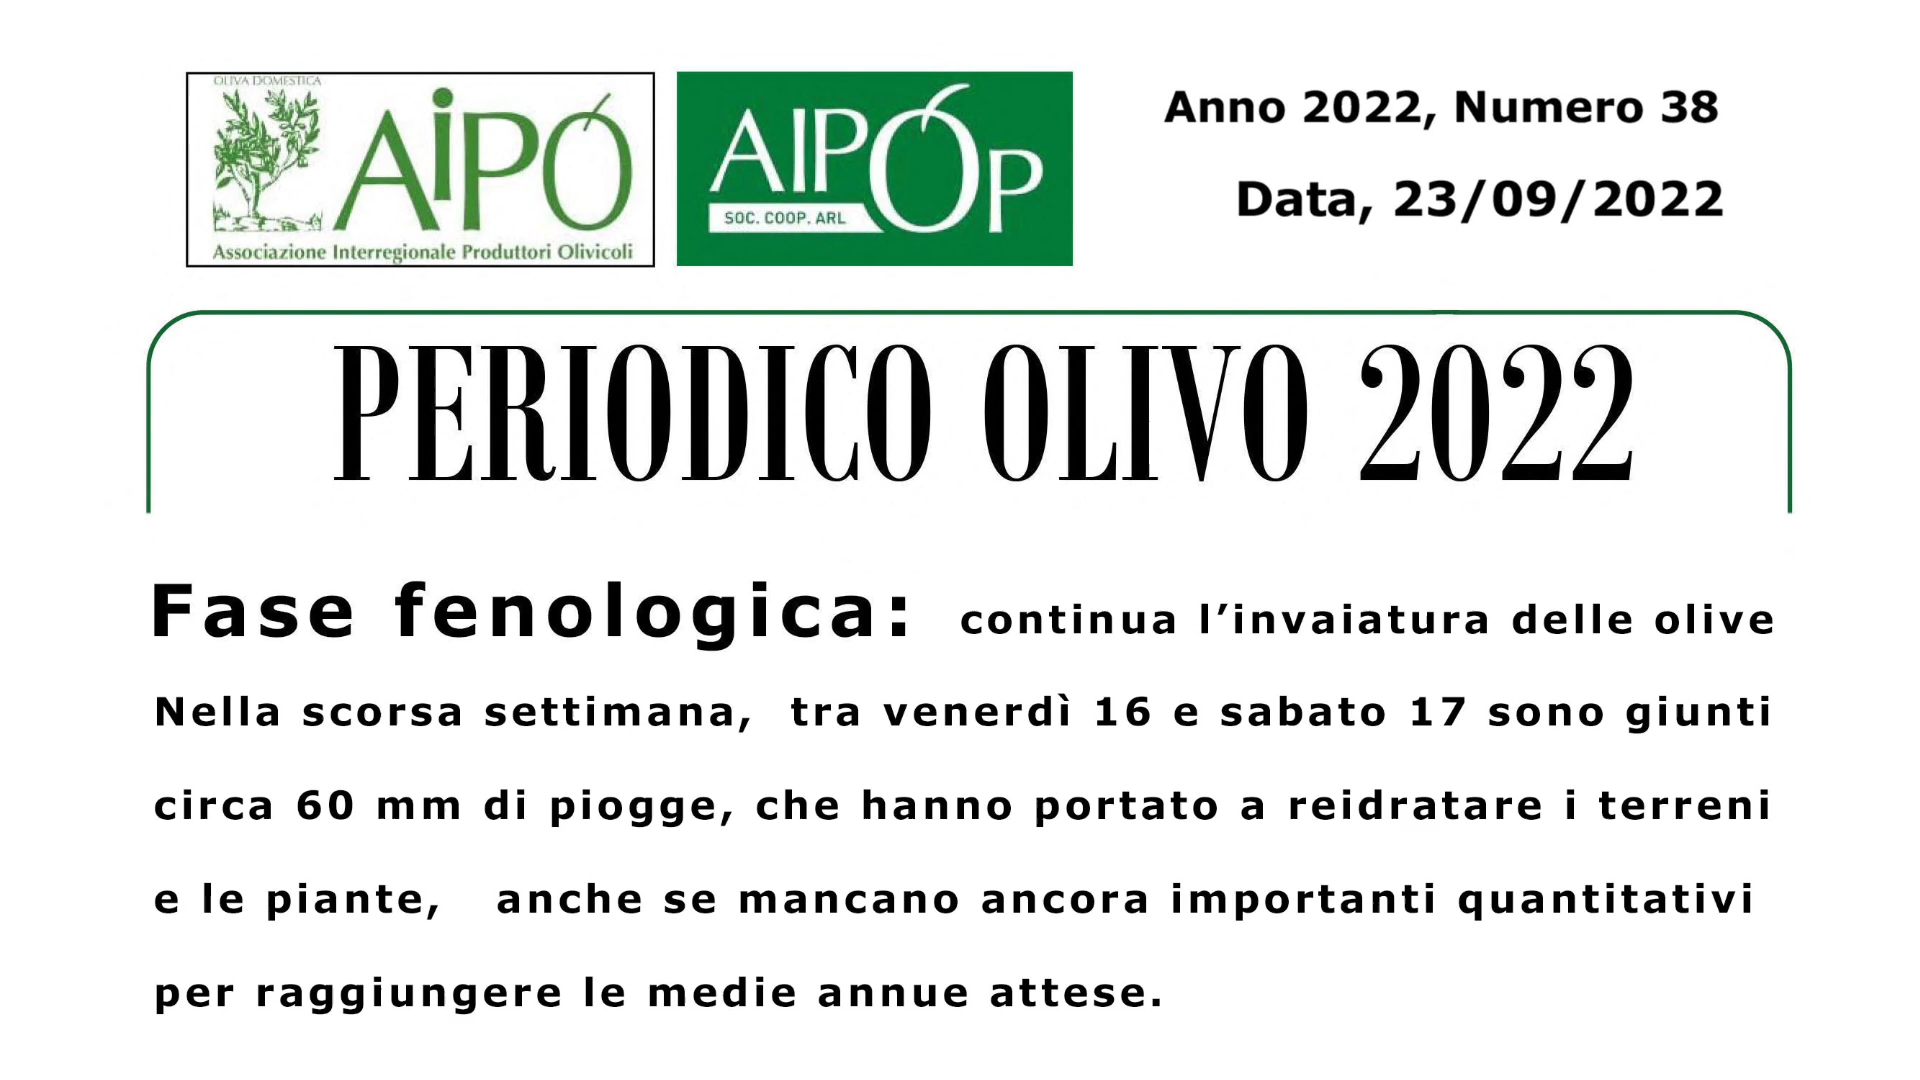 OLIVA DOMESTICA
AiPÓ
Associazione Interregionale Produttori Olivicoli
AIPÓP
SOC. COOP. ARL
Anno 2022, Numero 38
Data, 23/09/2022
PERIODICO OLIVO 2022
Fase fenologica: continua l’invaiatura delle olive
Nella scorsa settimana, tra venerdì 16 e sabato 17 sono giunti
circa 60 mm di piogge, che hanno portato a reidratare i terreni
e le piante, anche se mancano ancora importanti quantitativi
per raggiungere le medie annue attese.